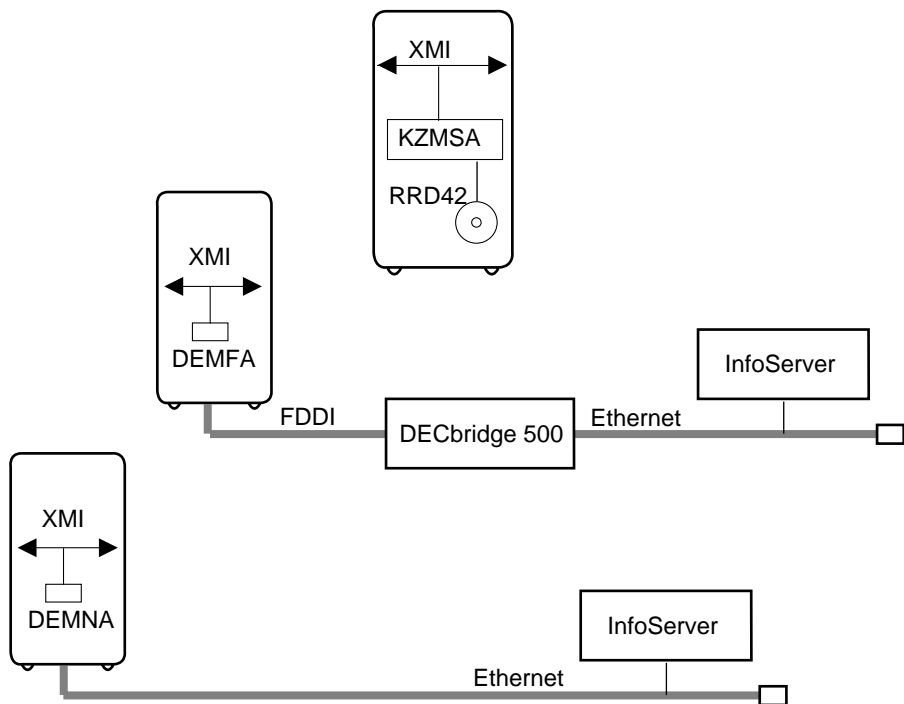 XMI
KZMSA
RRD42
XMI
DEMFA
FDDI
DECbridge 500
Ethernet
InfoServer
XMI
DEMNA
Ethernet
InfoServer